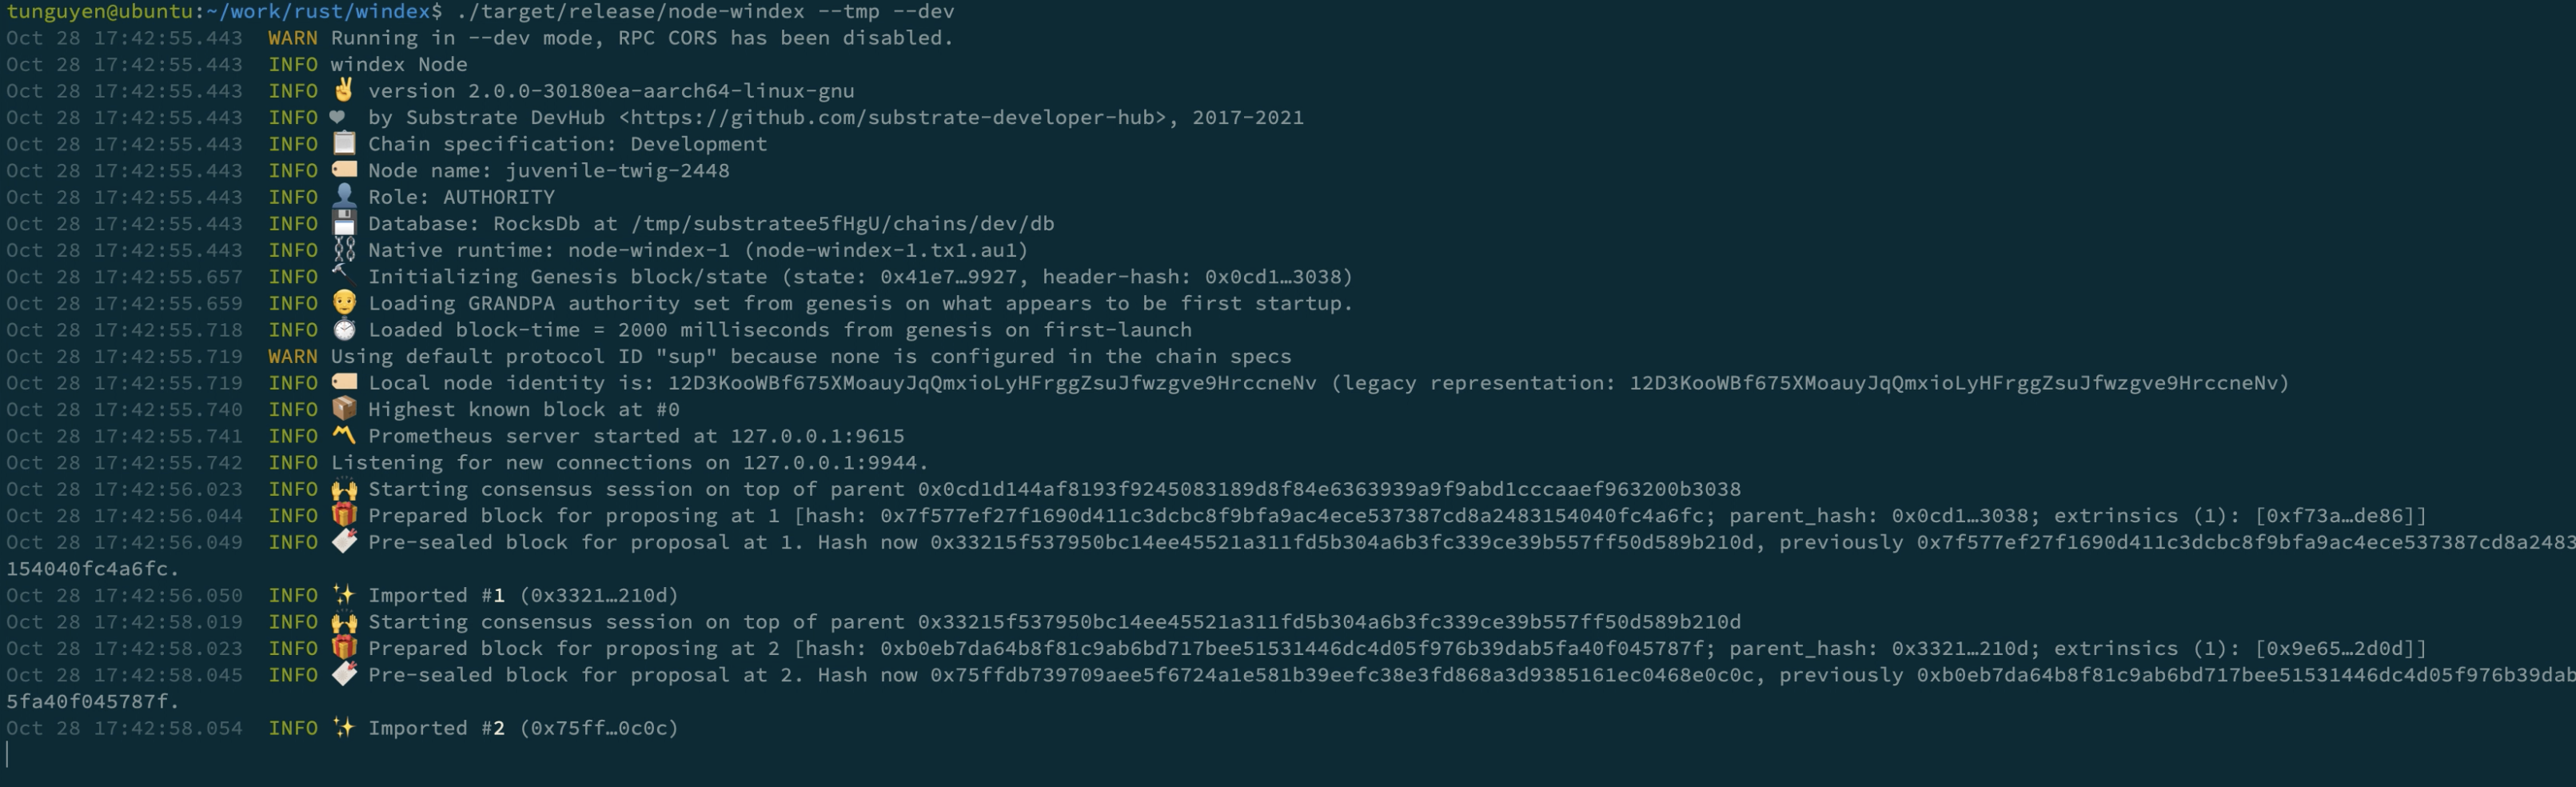 tunguyen@ubuntu:~/work/rust/windex$ ./target/release/node-windex --tmp --dev
Oct 28 17:42:55.443  WARN Running in --dev mode, RPC CORS has been disabled.
Oct 28 17:42:55.443  INFO windex Node
Oct 28 17:42:55.443  INFO ✌️ version 2.0.0-30180ea-aarch64-linux-gnu
Oct 28 17:42:55.443  INFO ❤️ by Substrate DevHub <https://github.com/substrate-developer-hub>, 2017-2021
Oct 28 17:42:55.443  INFO 📋 Chain specification: Development
Oct 28 17:42:55.443  INFO 🏷 Node name: juvenile-twig-2448
Oct 28 17:42:55.443  INFO 👤 Role: AUTHORITY
Oct 28 17:42:55.443  INFO 💾 Database: RocksDb at /tmp/substratee5fHgU/chains/dev/db
Oct 28 17:42:55.443  INFO ⛓ Native runtime: node-windex-1 (node-windex-1.tx1.au1)
Oct 28 17:42:55.657  INFO 🔨 Initializing Genesis block/state (state: 0x41e7…9927, header-hash: 0x0cd1…3038)
Oct 28 17:42:55.659  INFO 👴 Loading GRANDPA authority set from genesis on what appears to be first startup.
Oct 28 17:42:55.718  INFO ⏱ Loaded block-time = 2000 milliseconds from genesis on first-launch
Oct 28 17:42:55.719  WARN Using default protocol ID "sup" because none is configured in the chain specs
Oct 28 17:42:55.719  INFO 🏷 Local node identity is: 12D3KooWBf675XMoauyJqQmxioLyHFrggZsuJfwzgve9HrccneNv (legacy representation: 12D3KooWBf675XMoauyJqQmxioLyHFrggZsuJfwzgve9HrccneNv)
Oct 28 17:42:55.740  INFO 📦 Highest known block at #0
Oct 28 17:42:55.741  INFO 〽️ Prometheus server started at 127.0.0.1:9615
Oct 28 17:42:55.742  INFO Listening for new connections on 127.0.0.1:9944.
Oct 28 17:42:56.023  INFO 🙌 Starting consensus session on top of parent 0x0cd1d144af8193f9245083189d8f84e6363939a9f9abd1cccaaef963200b3038
Oct 28 17:42:56.044  INFO 🎁 Prepared block for proposing at 1 [hash: 0x7f577ef27f1690d411c3dcbc8f9bfa9ac4ece537387cd8a2483154040fc4a6fc; parent_hash: 0x0cd1…3038; extrinsics (1): [0xf73a…de86]]
Oct 28 17:42:56.049  INFO 🔖 Pre-sealed block for proposal at 1. Hash now 0x33215f537950bc14ee45521a311fd5b304a6b3fc339ce39b557ff50d589b210d, previously 0x7f577ef27f1690d411c3dcbc8f9bfa9ac4ece537387cd8a2483
154040fc4a6fc.
Oct 28 17:42:56.050  INFO ✨ Imported #1 (0x3321…210d)
Oct 28 17:42:58.019  INFO 🙌 Starting consensus session on top of parent 0x33215f537950bc14ee45521a311fd5b304a6b3fc339ce39b557ff50d589b210d
Oct 28 17:42:58.023  INFO 🎁 Prepared block for proposing at 2 [hash: 0xb0eb7da64b8f81c9ab6bd717bee51531446dc4d05f976b39dab5fa40f045787f; parent_hash: 0x3321…210d; extrinsics (1): [0x9e65…2d0d]]
Oct 28 17:42:58.045  INFO 🔖 Pre-sealed block for proposal at 2. Hash now 0x75ffdb739709aee5f6724a1e581b39eefc38e3fd868a3d9385161ec0468e0c0c, previously 0xb0eb7da64b8f81c9ab6bd717bee51531446dc4d05f976b39dab
5fa40f045787f.
Oct 28 17:42:58.054  INFO ✨ Imported #2 (0x75ff…0c0c)